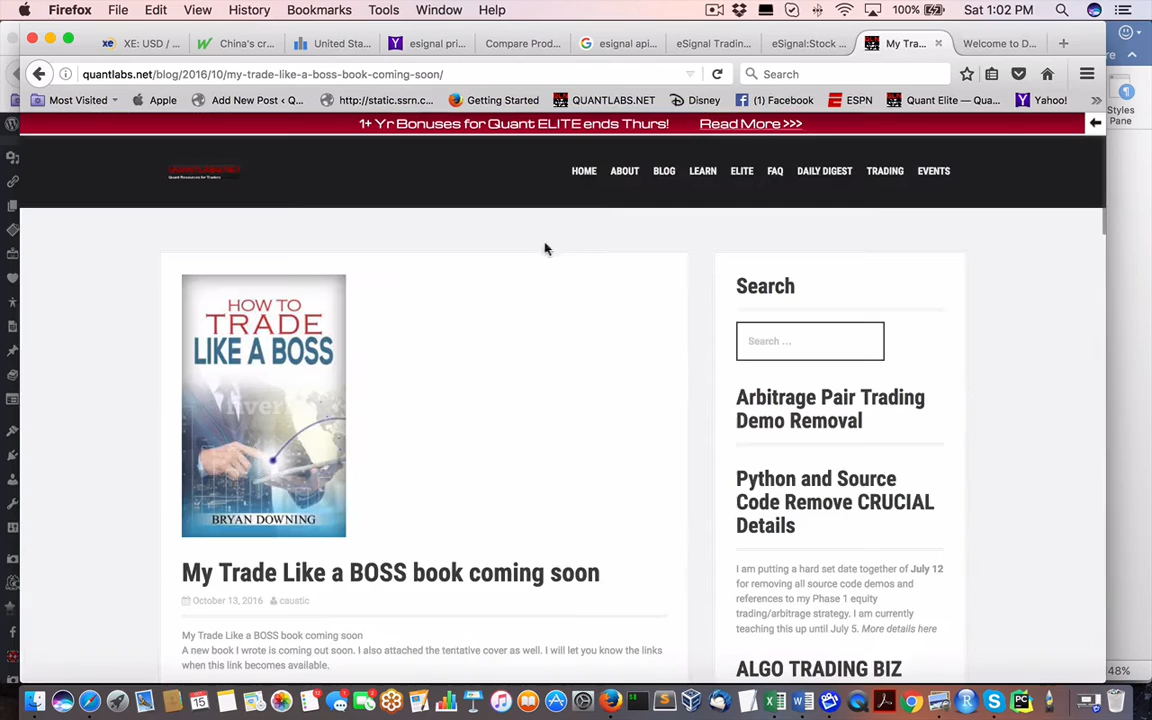 Firefox File Edit View History Bookmarks Tools Window Help 100% Sat 1:02 PM
XE: USD / ... China's cr... United Sta... esignal pri... Compare Prod... esignal api... eSignal Tradin... eSignal:Stock ... My Tra... Welcome to D...
quantlabs.net/blog/2016/10/my-trade-like-a-boss-book-coming-soon/ Search
Most Visited Apple Add New Post ‹ Q... http://static.ssrn.c... Getting Started QUANTLABS.NET Disney (1) Facebook ESPN Quant Elite — Qua... Yahoo!
re
Styles
Pane
1+ Yr Bonuses for Quant ELITE ends Thurs! Read More >>>
QUANTLABS.NET
Quant Resources for Traders
HOME ABOUT BLOG LEARN ELITE FAQ DAILY DIGEST TRADING EVENTS
HOW TO
TRADE
LIKE A BOSS
BRYAN DOWNING
My Trade Like a BOSS book coming soon
October 13, 2016 caustic
My Trade Like a BOSS book coming soon
A new book I wrote is coming out soon. I also attached the tentative cover as well. I will let you know the links
when this link becomes available.
Search
Search ...
Arbitrage Pair Trading
Demo Removal
Python and Source
Code Remove CRUCIAL
Details
I am putting a hard set date together of July 12
for removing all source code demos and
references to my Phase 1 equity
trading/arbitrage strategy. I am currently
teaching this up until July 5. More details here
ALGO TRADING BIZ
48%
15